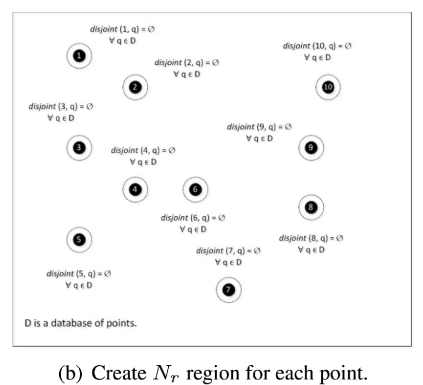 disjoint (1, q) = ∅
∀ q ϵ D
1
disjoint (2, q) = ∅
∀ q ϵ D
2
disjoint (10, q) = ∅
∀ q ϵ D
10
disjoint (3, q) = ∅
∀ q ϵ D
3
disjoint (4, q) = ∅
∀ q ϵ D
4
disjoint (9, q) = ∅
∀ q ϵ D
9
6
disjoint (6, q) = ∅
∀ q ϵ D
8
disjoint (8, q) = ∅
∀ q ϵ D
5
disjoint (5, q) = ∅
∀ q ϵ D
disjoint (7, q) = ∅
∀ q ϵ D
7
D is a database of points.
(b) Create N_r region for each point.